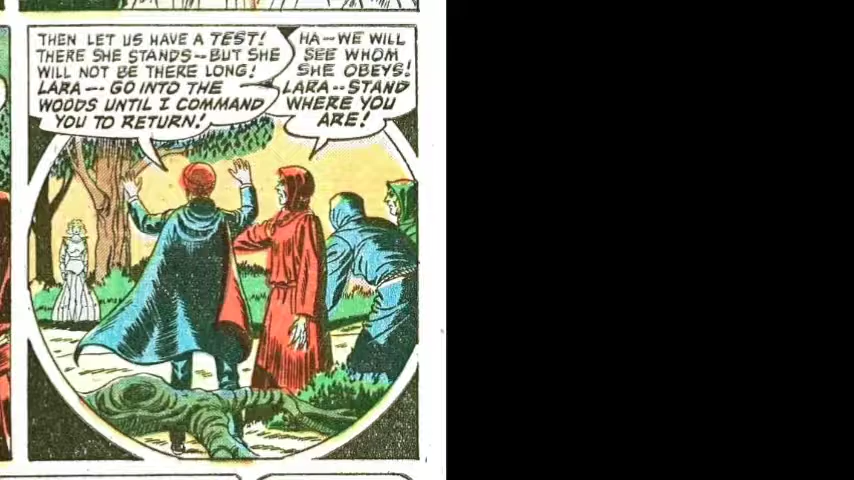 THEN LET US HAVE A TEST!
THERE SHE STANDS--BUT SHE
WILL NOT BE THERE LONG!
LARA--GO INTO THE
WOODS UNTIL I COMMAND
YOU TO RETURN!
HA--WE WILL
SEE WHOM
SHE OBEYS!
LARA--STAND
WHERE YOU
ARE!